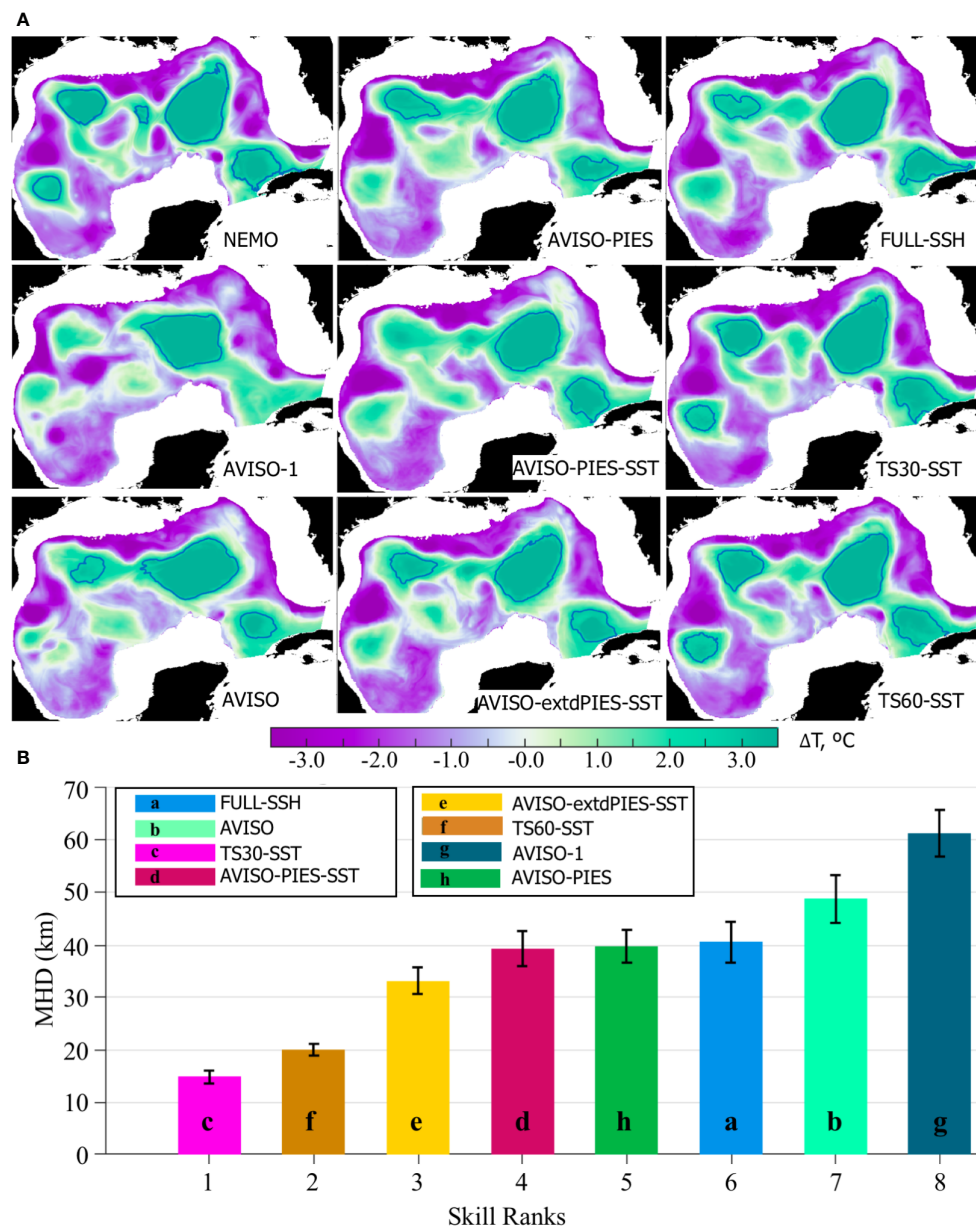 A
NEMO
AVISO-PIES
FULL-SSH
AVISO-1
AVISO-PIES-SST
TS30-SST
AVISO
AVISO-extdPIES-SST
TS60-SST
-3.0 -2.0 -1.0 -0.0 1.0 2.0 3.0 ΔT, ºC
B
70
60
50
40
30
20
10
0
MHD (km)
a FULL-SSH
b AVISO
c TS30-SST
d AVISO-PIES-SST
e AVISO-extdPIES-SST
f TS60-SST
g AVISO-1
h AVISO-PIES
c f e d h a b g
1 2 3 4 5 6 7 8
Skill Ranks